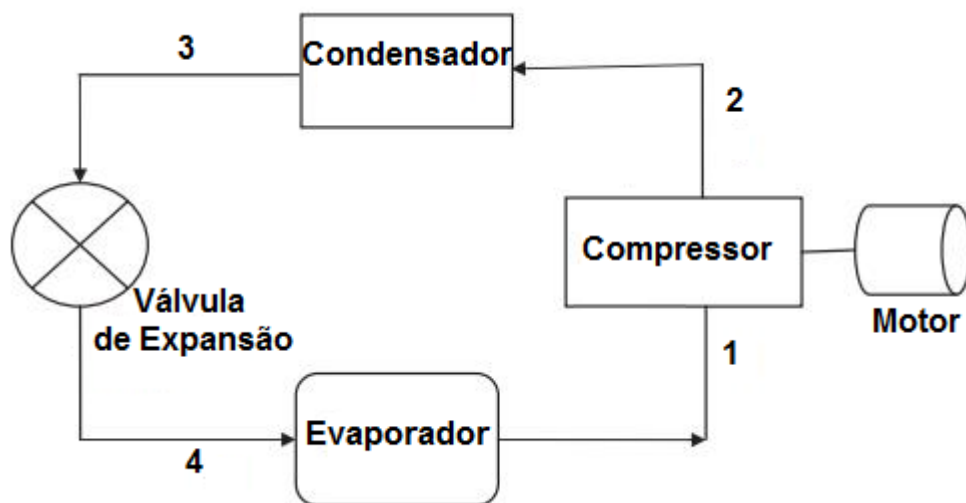 3
Condensador
2
Compressor
Motor
Válvula
de Expansão
1
Evaporador
4